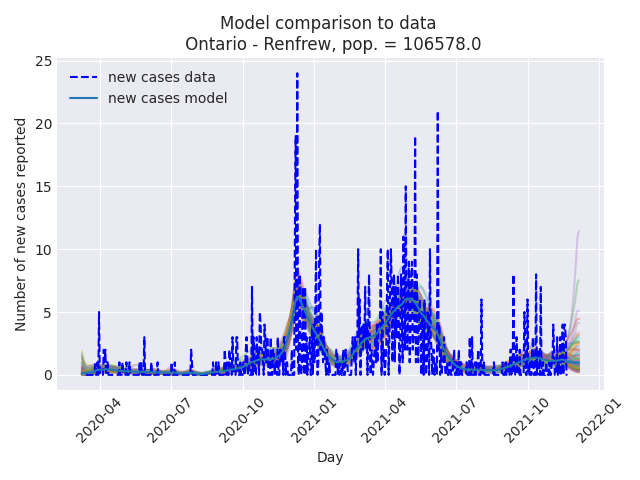 Model comparison to data
Ontario - Renfrew, pop. = 106578.0
25
20
15
10
5
0
Number of new cases reported
new cases data
new cases model
2020-04
2020-07
2020-10
2021-01
2021-04
2021-07
2021-10
2022-01
Day